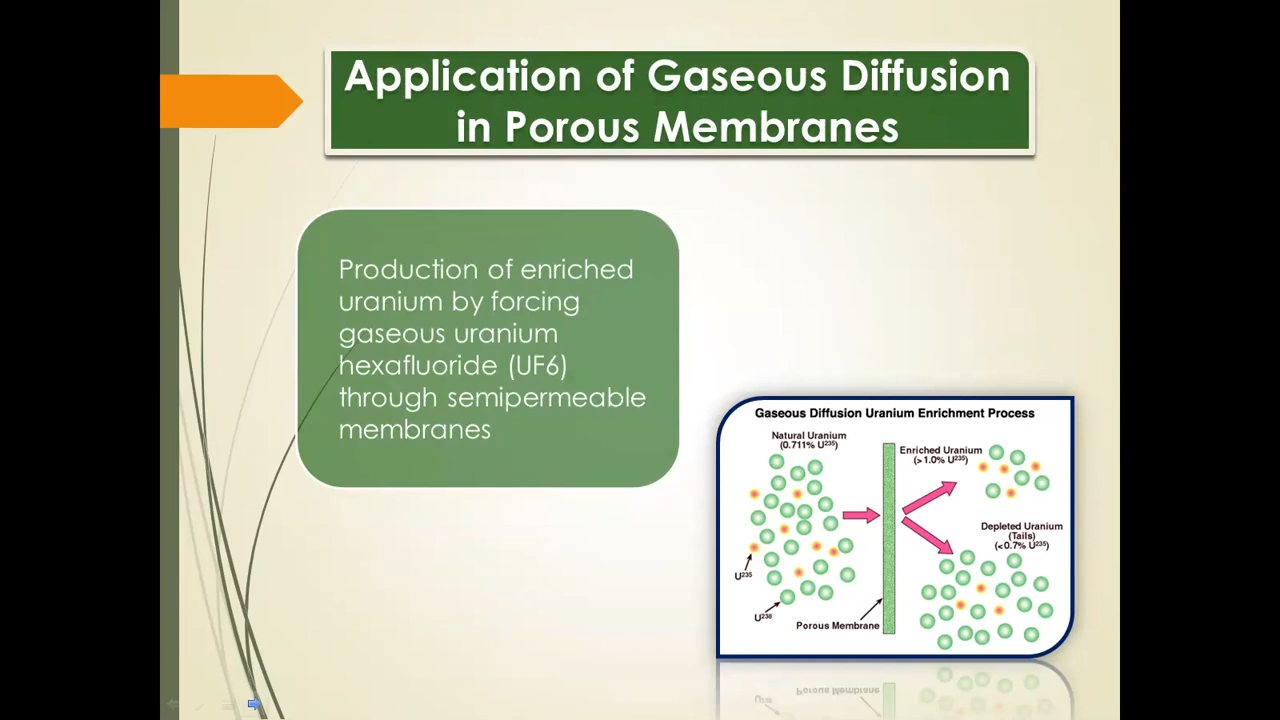 Application of Gaseous Diffusion
in Porous Membranes
Production of enriched
uranium by forcing
gaseous uranium
hexafluoride (UF6)
through semipermeable
membranes
Gaseous Diffusion Uranium Enrichment Process
Natural Uranium
(0.711% U²³⁵)
Enriched Uranium
(> 1.0% U²³⁵)
Depleted Uranium
(Tails)
(< 0.7% U²³⁵)
U²³⁵
U²³⁸
Porous Membrane